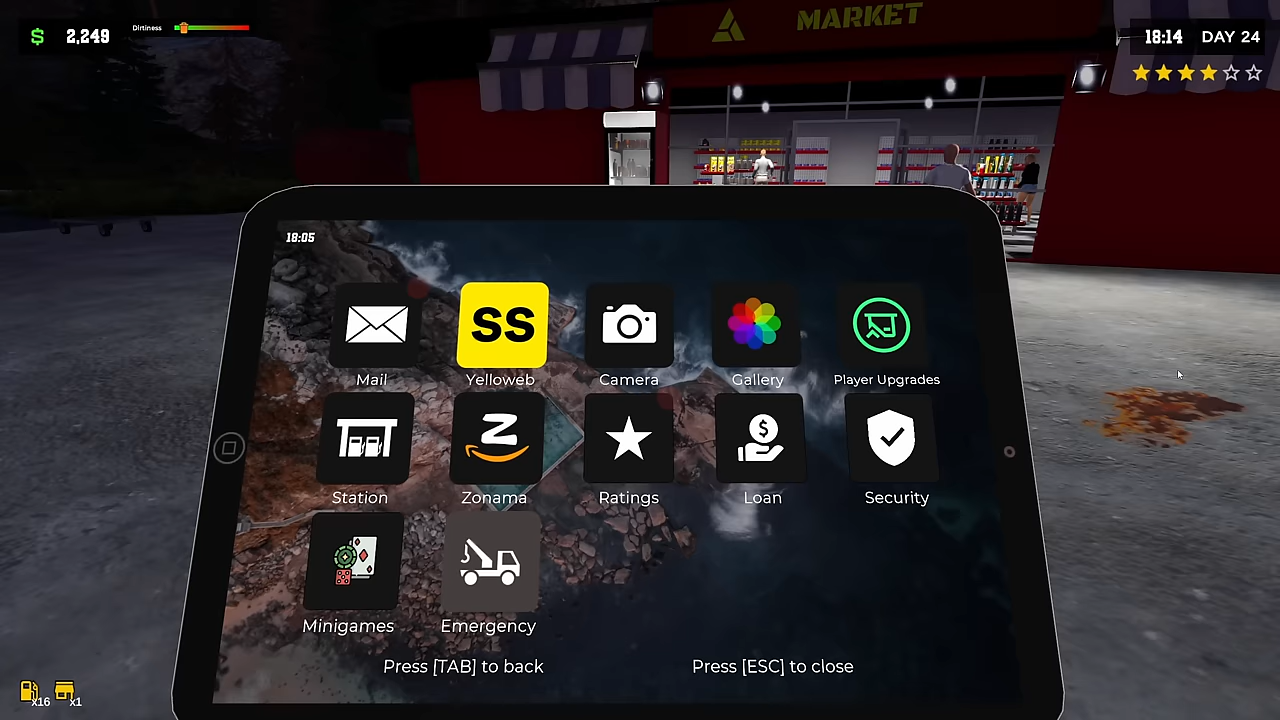 $ 2,249
Dirtiness
18:14 DAY 24
MARKET
18:05
SS
Mail
Yelloweb
Camera
Gallery
Player Upgrades
Station
Zonama
Ratings
Loan
Security
Minigames
Emergency
Press [TAB] to back
Press [ESC] to close
x16
x1